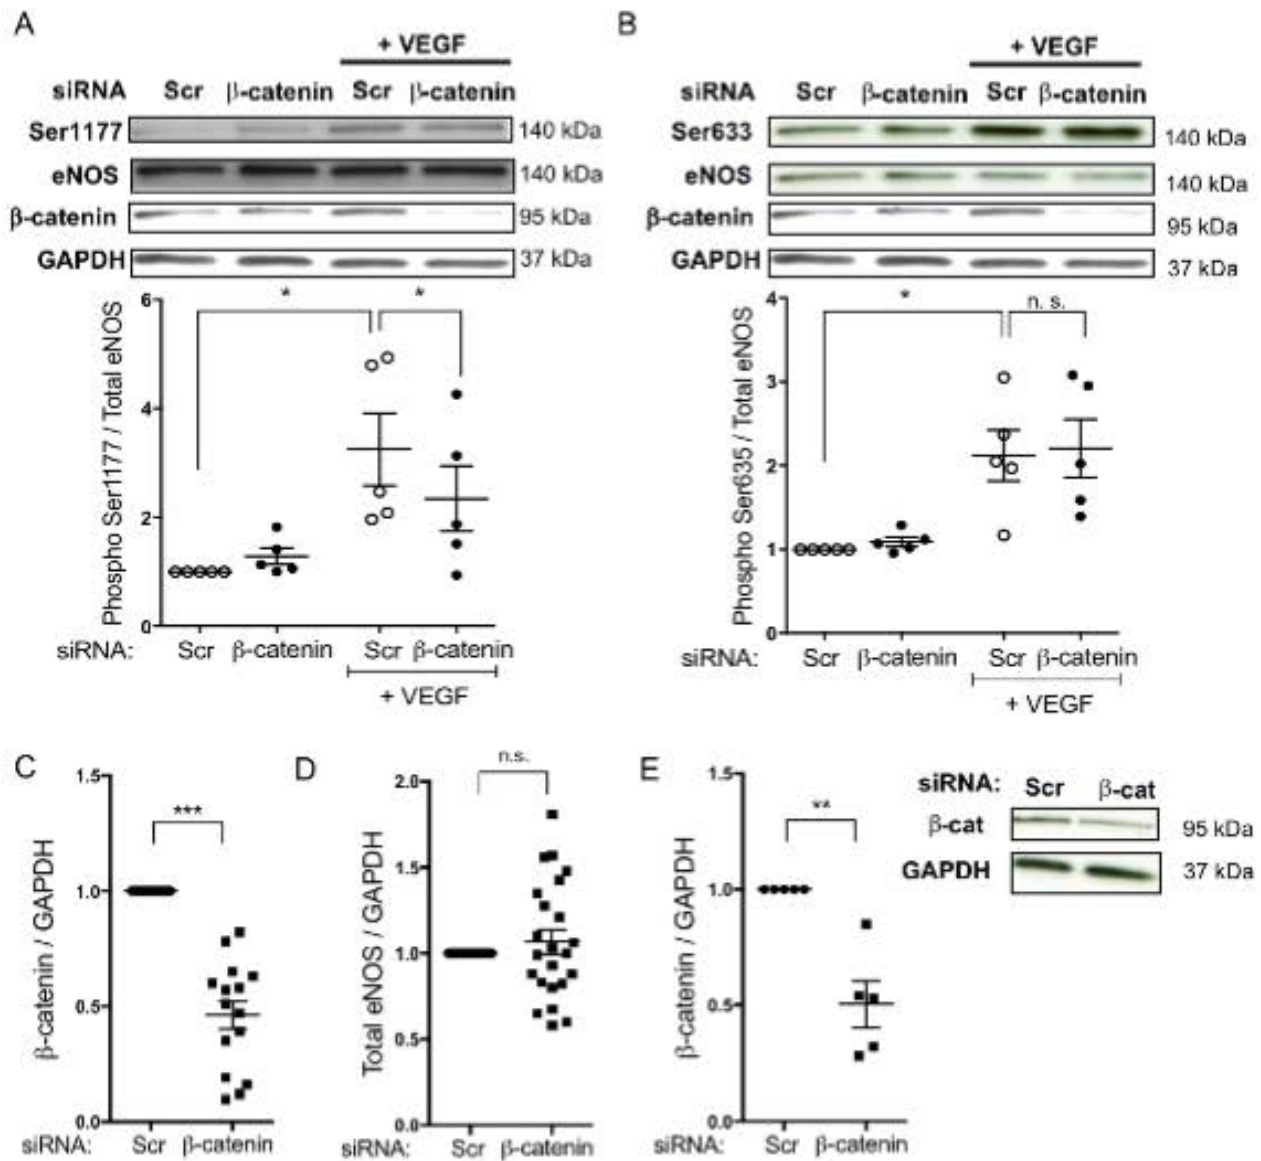 A
+ VEGF
siRNA Scr β-catenin Scr β-catenin
Ser1177 140 kDa
eNOS 140 kDa
β-catenin 95 kDa
GAPDH 37 kDa
6
4
2
0
Phospho Ser1177 / Total eNOS
* *
siRNA: Scr β-catenin Scr β-catenin
+ VEGF
B
+ VEGF
siRNA Scr β-catenin Scr β-catenin
Ser633 140 kDa
eNOS 140 kDa
β-catenin 95 kDa
GAPDH 37 kDa
4
3
2
1
0
Phospho Ser635 / Total eNOS
* n. s.
siRNA: Scr β-catenin Scr β-catenin
+ VEGF
C
1.5
1.0
0.5
0.0
β-catenin / GAPDH
***
siRNA: Scr β-catenin
D
2.0
1.5
1.0
0.5
0.0
Total eNOS / GAPDH
n.s.
siRNA: Scr β-catenin
E
1.5
1.0
0.5
0.0
β-catenin / GAPDH
**
siRNA: Scr β-catenin
siRNA: Scr β-cat
β-cat 95 kDa
GAPDH 37 kDa